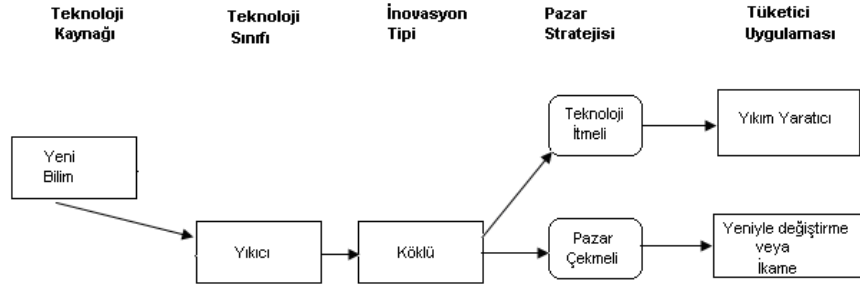 Teknoloji
Kaynağı
Teknoloji
Sınıfı
İnovasyon
Tipi
Pazar
Stratejisi
Tüketici
Uygulaması
Teknoloji
İtmeli
Yıkım Yaratıcı
Yeni
Bilim
Yıkıcı
Köklü
Pazar
Çekmeli
Yeniyle değiştirme
veya
İkame